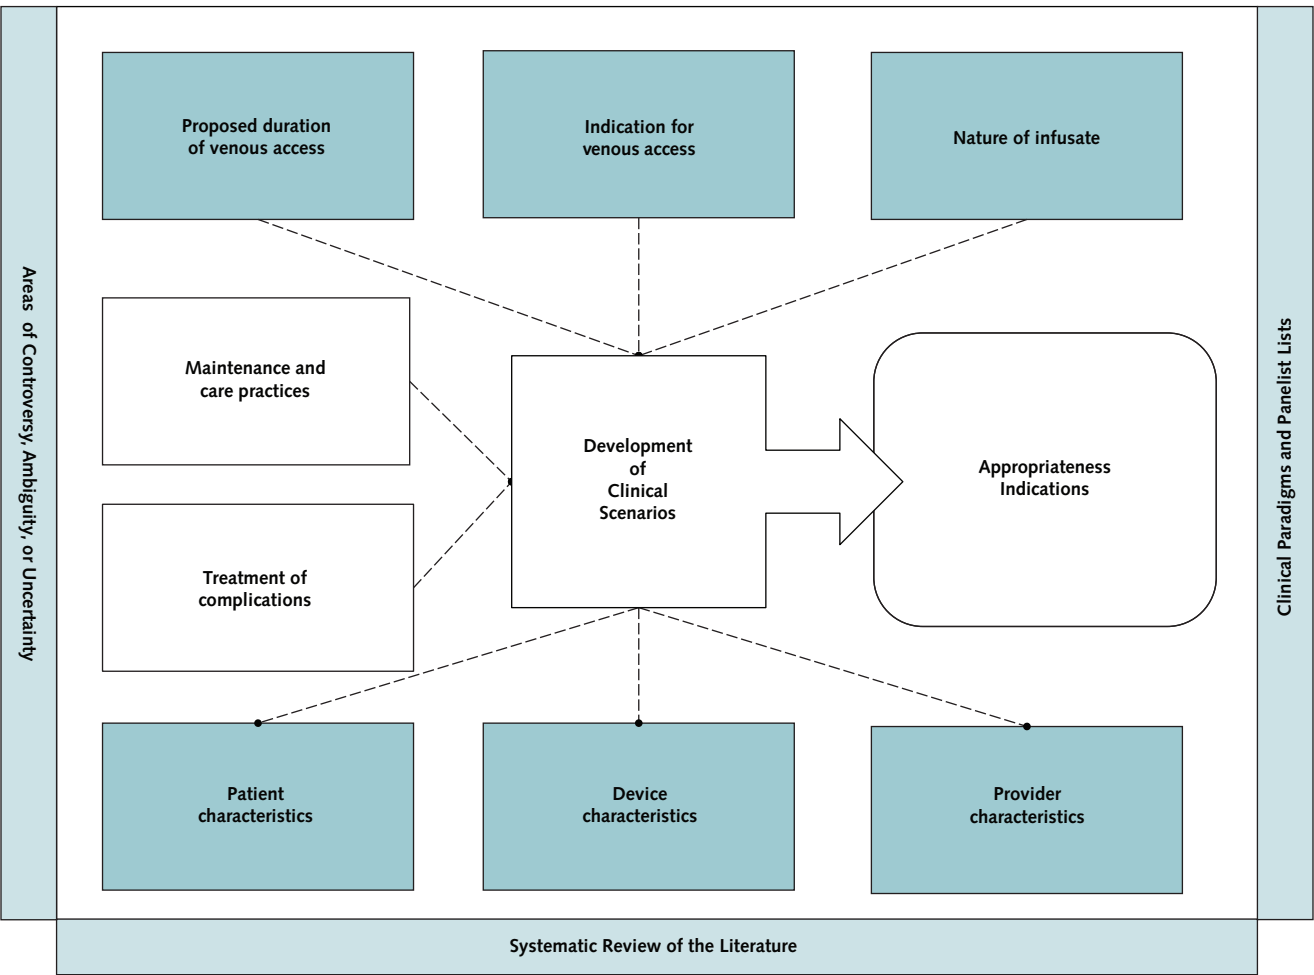 Proposed duration
of venous access
Indication for
venous access
Nature of infusate
Areas of Controversy, Ambiguity, or Uncertainty
Maintenance and
care practices
Treatment of
complications
Development
of
Clinical
Scenarios
Appropriateness
Indications
Clinical Paradigms and Panelist Lists
Patient
characteristics
Device
characteristics
Provider
characteristics
Systematic Review of the Literature